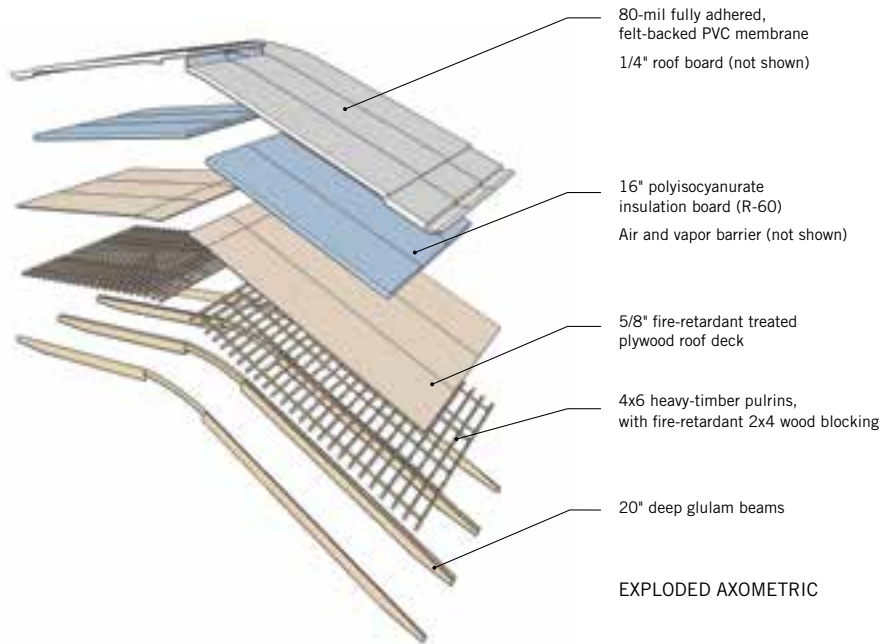 80-mil fully adhered,
felt-backed PVC membrane
1/4" roof board (not shown)
16" polyisocyanurate
insulation board (R-60)
Air and vapor barrier (not shown)
5/8" fire-retardant treated
plywood roof deck
4x6 heavy-timber pulrins,
with fire-retardant 2x4 wood blocking
20" deep glulam beams
EXPLODED AXOMETRIC